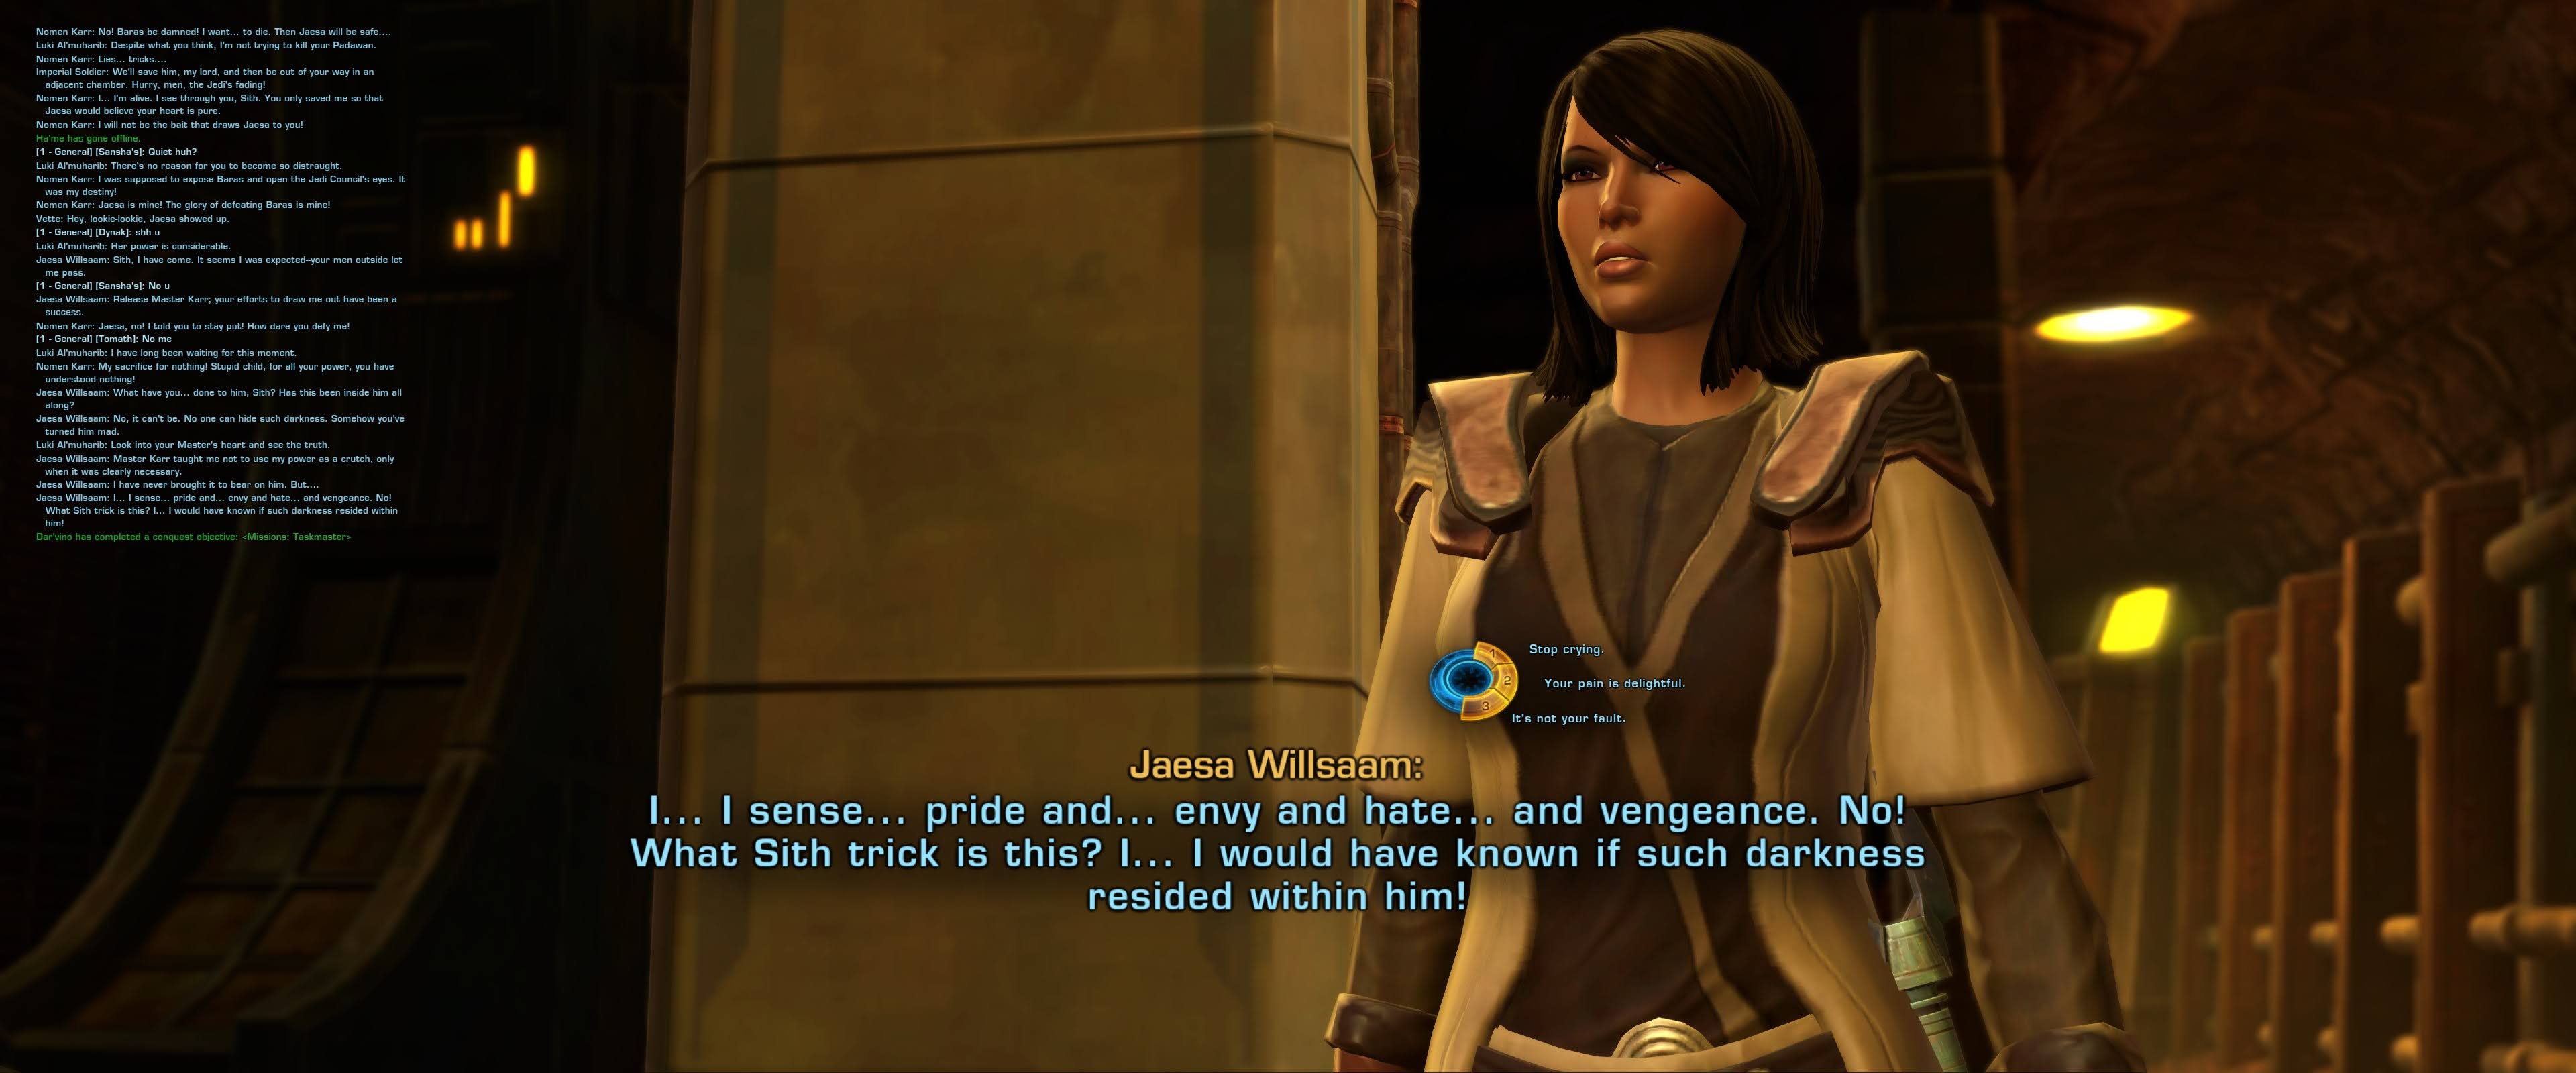 Nomen Karr: No! Baras be damned! I want... to die. Then Jaesa will be safe....
Luki Al'muharib: Despite what you think, I'm not trying to kill your Padawan.
Nomen Karr: Lies... tricks....
Imperial Soldier: We'll save him, my lord, and then be out of your way in an
adjacent chamber. Hurry, men, the Jedi's fading!
Nomen Karr: I... I'm alive. I see through you, Sith. You only saved me so that
Jaesa would believe your heart is pure.
Nomen Karr: I will not be the bait that draws Jaesa to you!
Ha'me has gone offline.
[1 - General] [Sansha's]: Quiet huh?
Luki Al'muharib: There's no reason for you to become so distraught.
Nomen Karr: I was supposed to expose Baras and open the Jedi Council's eyes. It
was my destiny!
Nomen Karr: Jaesa is mine! The glory of defeating Baras is mine!
Vette: Hey, lookie-lookie, Jaesa showed up.
[1 - General] [Dynak]: shh u
Luki Al'muharib: Her power is considerable.
Jaesa Willsaam: Sith, I have come. It seems I was expected—your men outside let
me pass.
[1 - General] [Sansha's]: No u
Jaesa Willsaam: Release Master Karr; your efforts to draw me out have been a
success.
Nomen Karr: Jaesa, no! I told you to stay put! How dare you defy me!
[1 - General] [Tomath]: No me
Luki Al'muharib: I have long been waiting for this moment.
Nomen Karr: My sacrifice for nothing! Stupid child, for all your power, you have
understood nothing!
Jaesa Willsaam: What have you... done to him, Sith? Has this been inside him all
along?
Jaesa Willsaam: No, it can't be. No one can hide such darkness. Somehow you've
turned him mad.
Luki Al'muharib: Look into your Master's heart and see the truth.
Jaesa Willsaam: Master Karr taught me not to use my power as a crutch, only
when it was clearly necessary.
Jaesa Willsaam: I have never brought it to bear on him. But....
Jaesa Willsaam: I... I sense... pride and... envy and hate... and vengeance. No!
What Sith trick is this? I... I would have known if such darkness resided within
him!
Dar'vino has completed a conquest objective: <Missions: Taskmaster>
1 Stop crying.
2 Your pain is delightful.
3 It's not your fault.
Jaesa Willsaam:
I... I sense... pride and... envy and hate... and vengeance. No!
What Sith trick is this? I... I would have known if such darkness
resided within him!